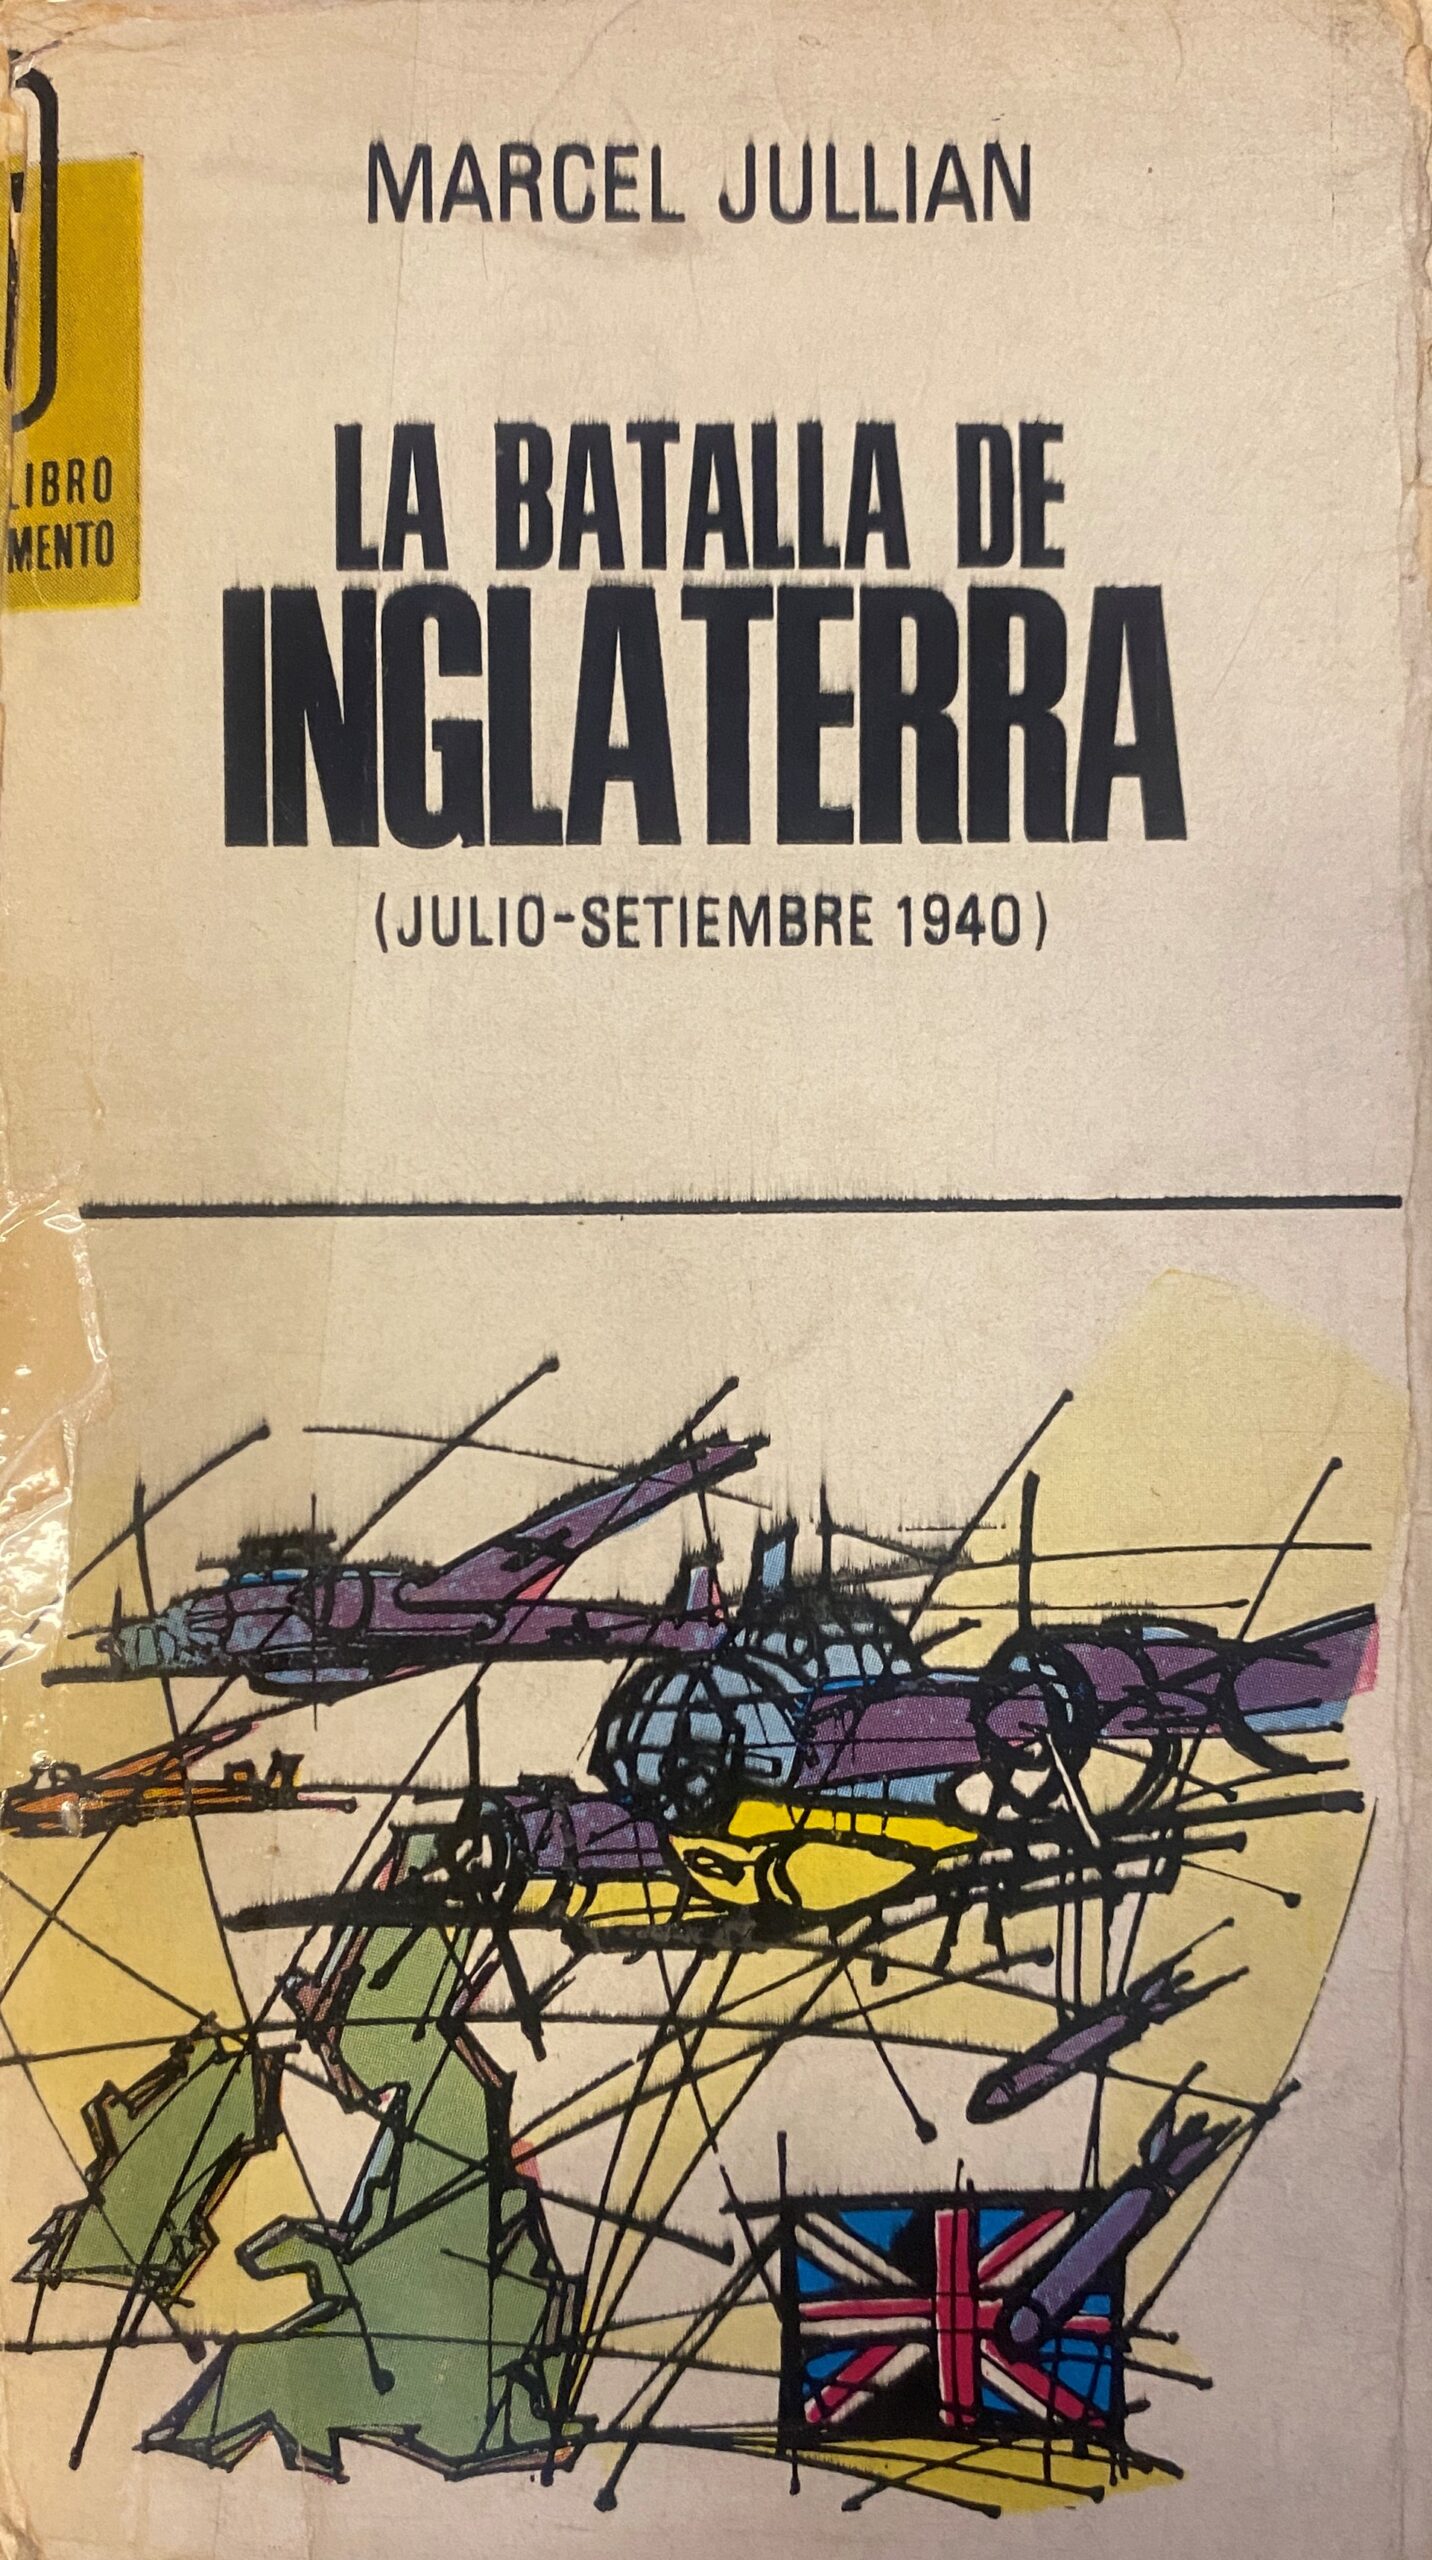 MARCEL JULLIAN
LIBRO
MENTO
LA BATALLA DE
INGLATERRA
(JULIO-SETIEMBRE 1940)